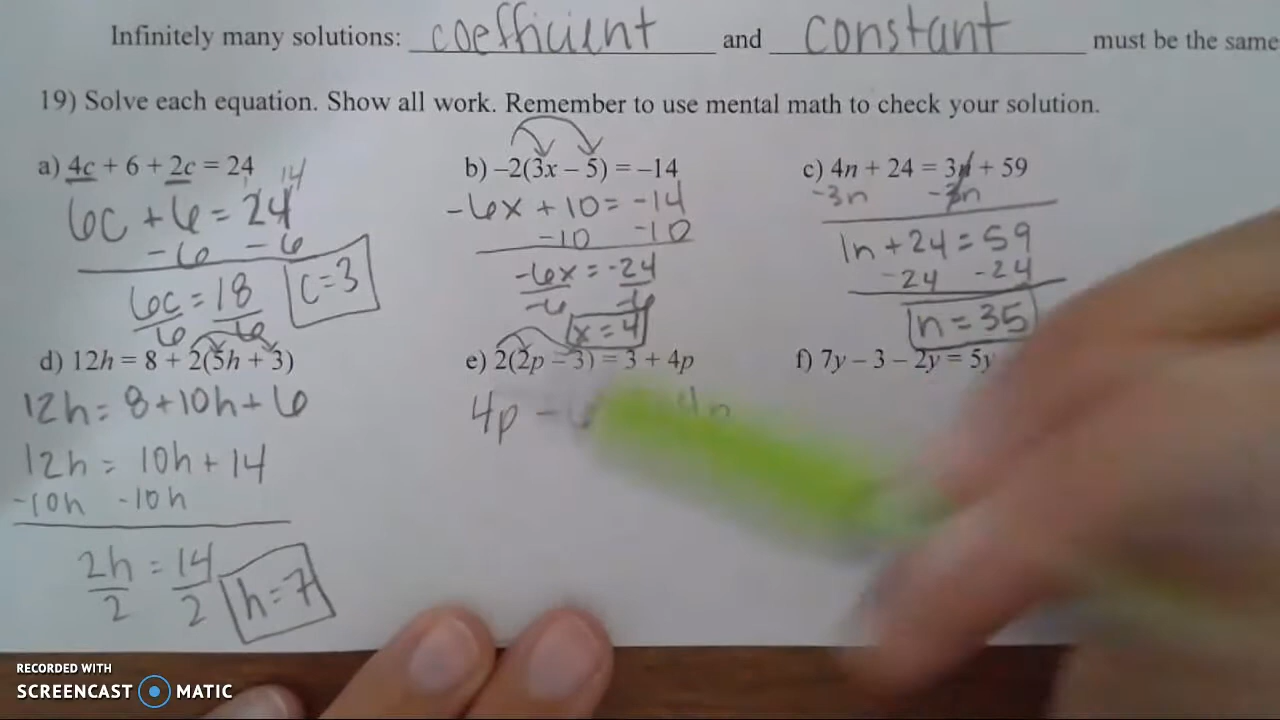 Infinitely many solutions: coefficient and constant must be the same
19) Solve each equation. Show all work. Remember to use mental math to check your solution.
a) 4c + 6 + 2c = 24
14
6c + 6 = 24
-6 -6
6c = 18
6 6
c = 3
b) –2(3x – 5) = –14
-6x + 10 = -14
-10 -10
-6x = -24
-6 -6
x = 4
c) 4n + 24 = 3n + 59
-3n -3n
1n + 24 = 59
-24 -24
n = 35
d) 12h = 8 + 2(5h + 3)
12h = 8 + 10h + 6
12h = 10h + 14
-10h -10h
2h = 14
2 2
h = 7
e) 2(2p – 3) = 3 + 4p
4p -
f) 7y – 3 – 2y = 5y
RECORDED WITH
SCREENCAST MATIC